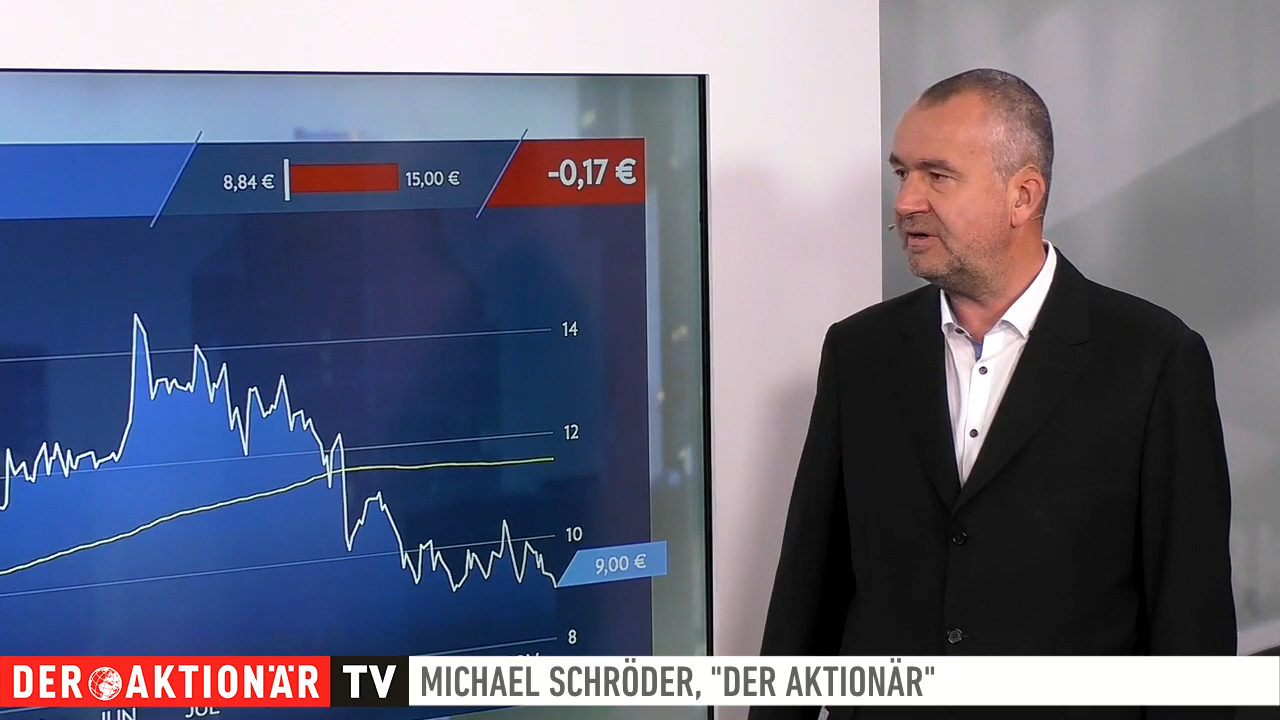 8,84 € 15,00 € -0,17 €
14
12
10
9,00 €
8
JUN JUL
DER AKTIONÄR TV MICHAEL SCHRÖDER, "DER AKTIONÄR"